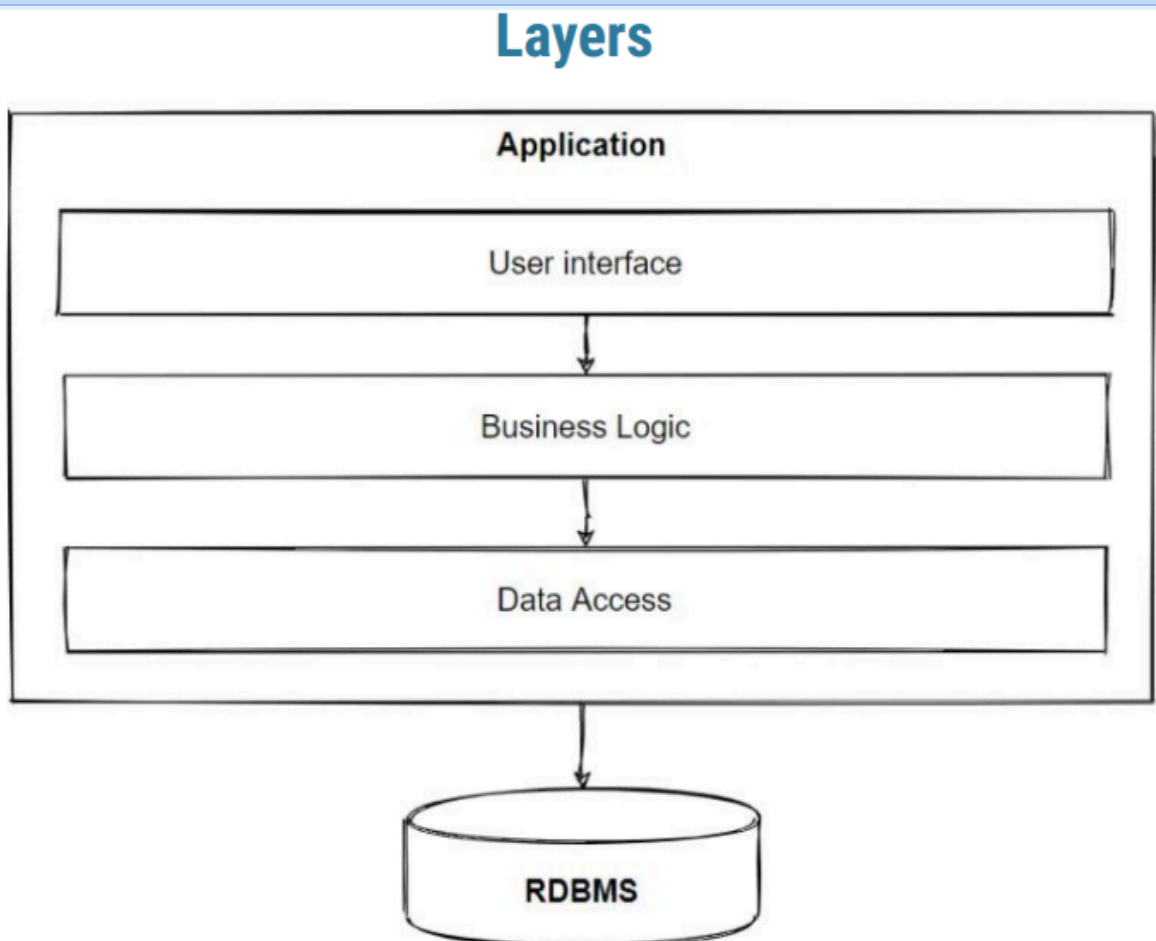 Layers
Application
User interface
Business Logic
Data Access
RDBMS